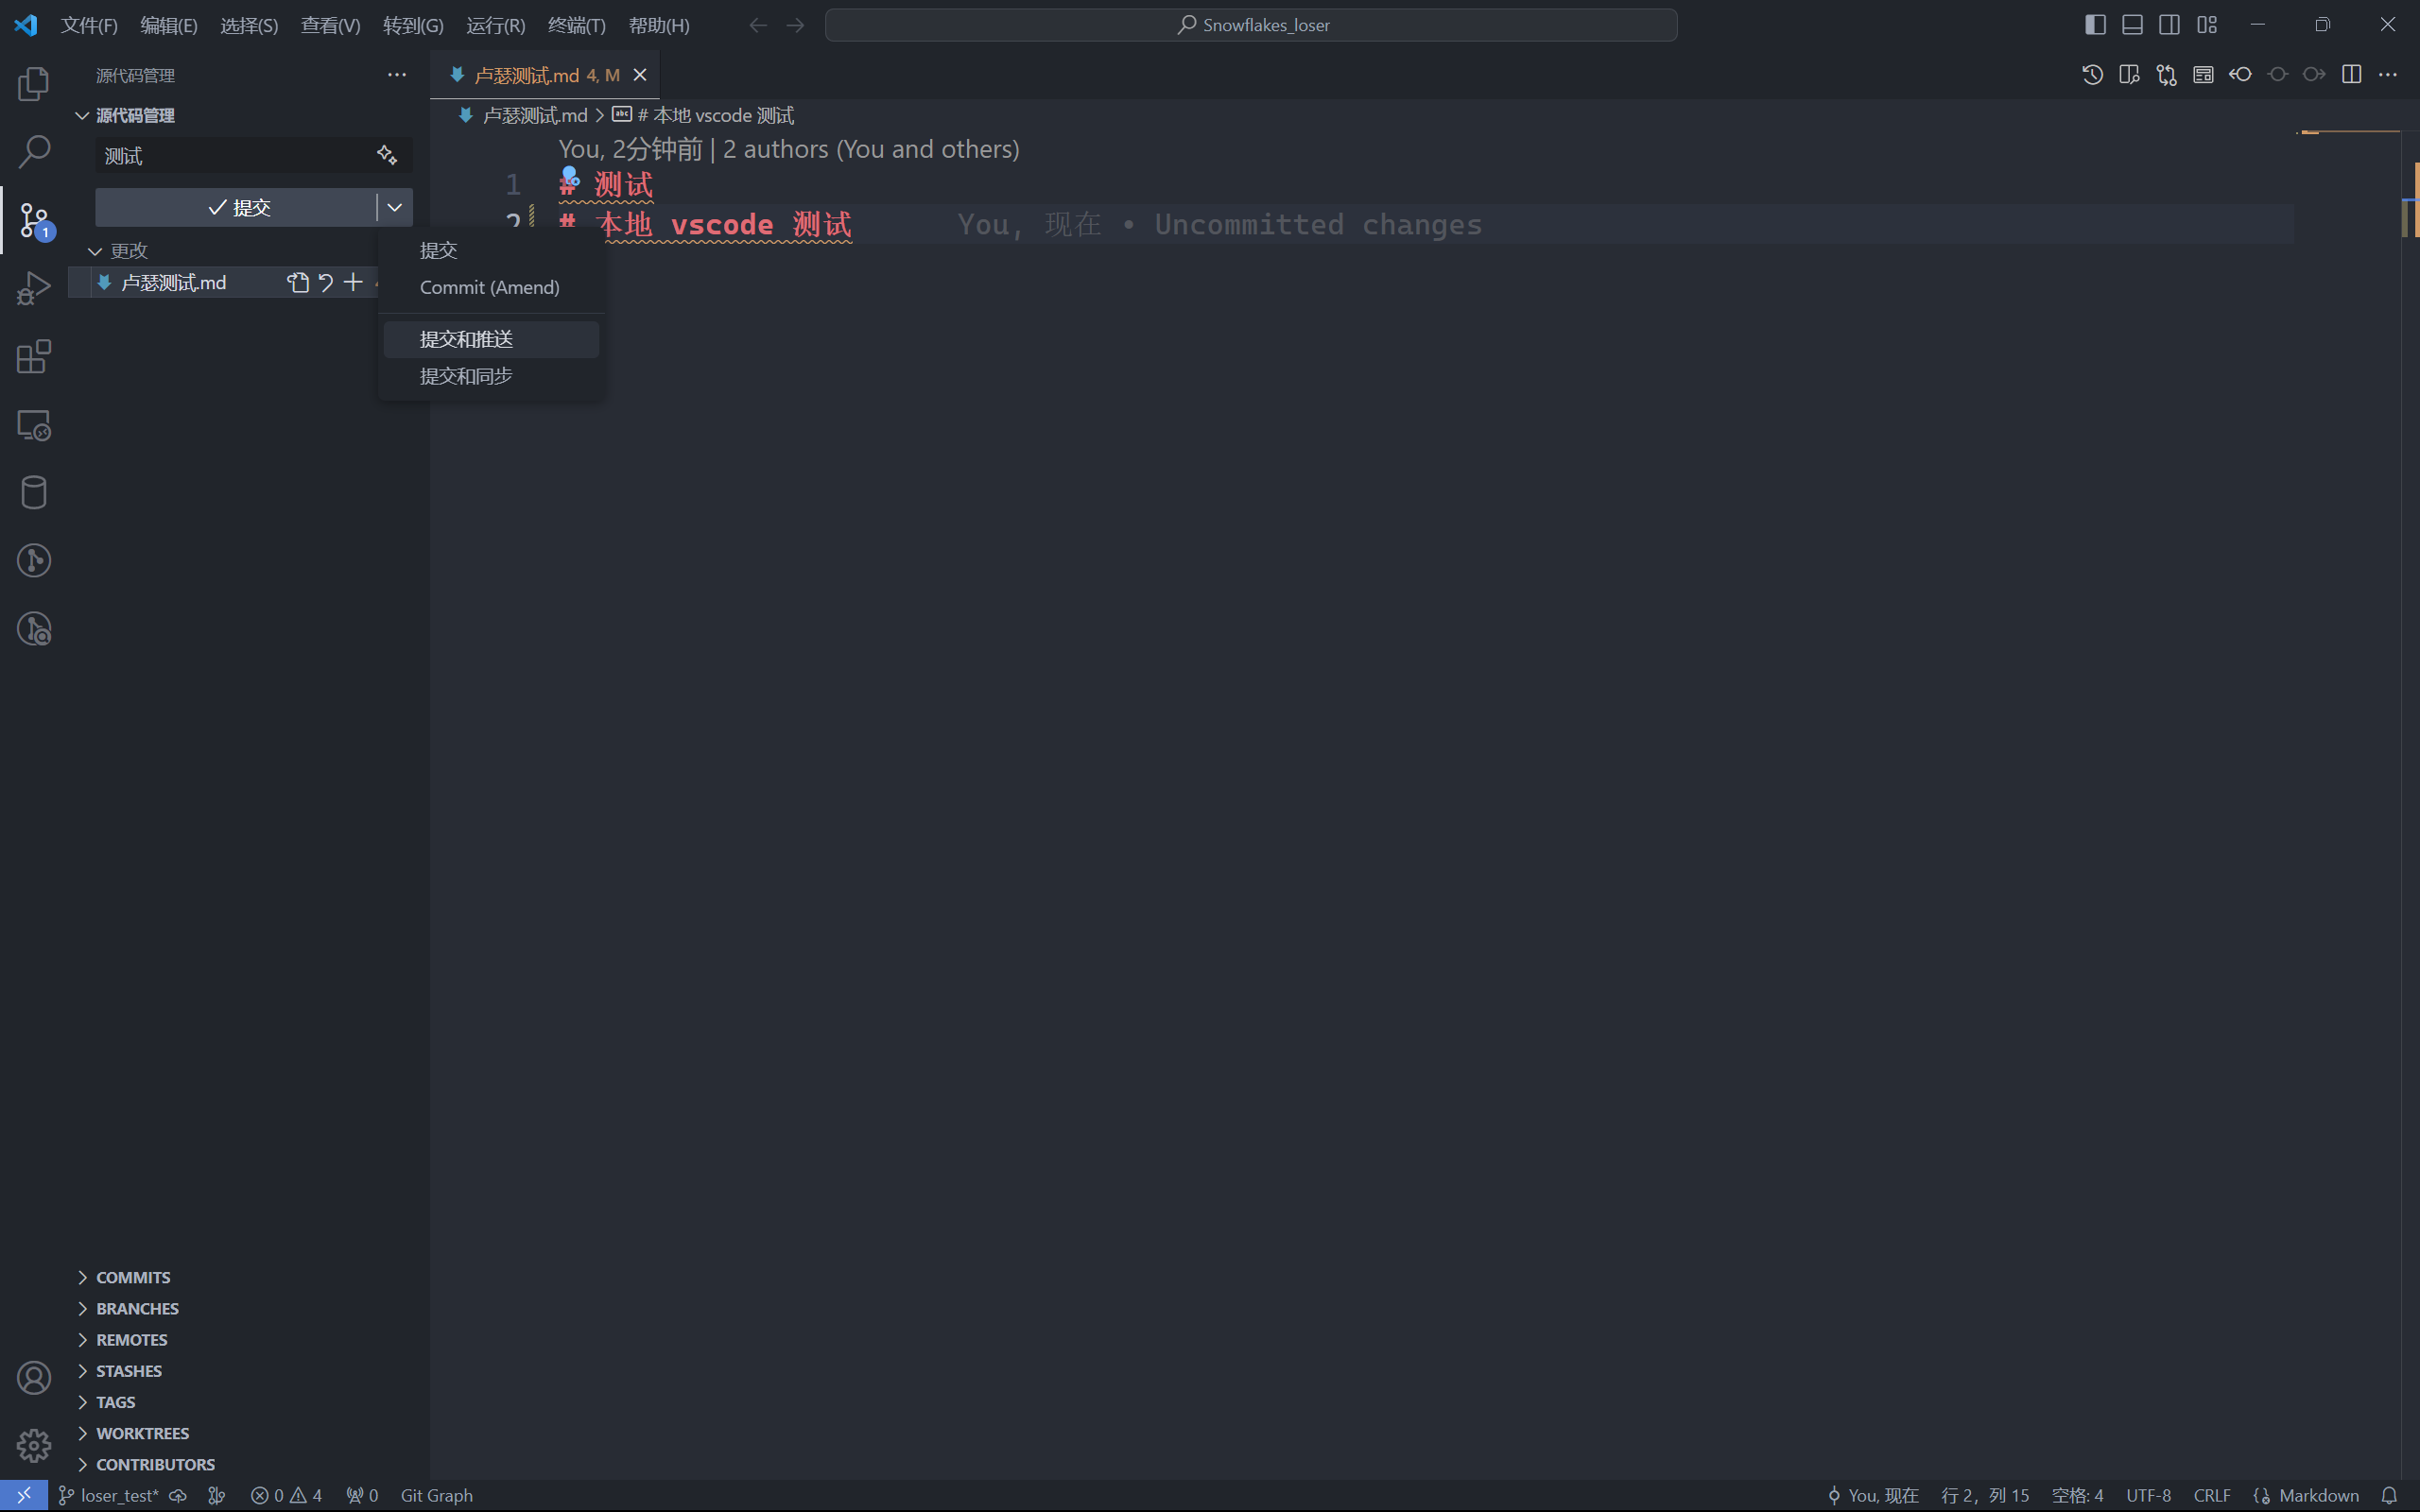 文件(F) 编辑(E) 选择(S) 查看(V) 转到(G) 运行(R) 终端(T) 帮助(H) Snowflakes_loser
源代码管理
卢瑟测试.md 4, M
源代码管理
卢瑟测试.md > # 本地 vscode 测试
测试
You, 2分钟前 | 2 authors (You and others)
1 # 测试
提交
2 # 本地 vscode 测试 You, 现在 • Uncommitted changes
1
更改
卢瑟测试.md
提交
Commit (Amend)
提交和推送
提交和同步
COMMITS
BRANCHES
REMOTES
STASHES
TAGS
WORKTREES
CONTRIBUTORS
loser_test* 0 4 0 Git Graph You, 现在 行 2，列 15 空格: 4 UTF-8 CRLF Markdown